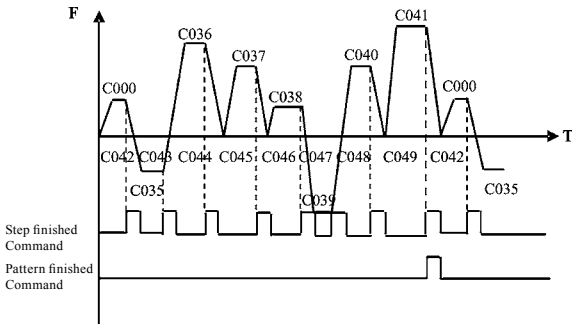 F
C041
C036
C037
C040
C038
C000
C000
T
C042 C043 C044 C045 C046 C047 C048 C049 C042
C035
C039
C035
Step finished
Command
Pattern finished
Command